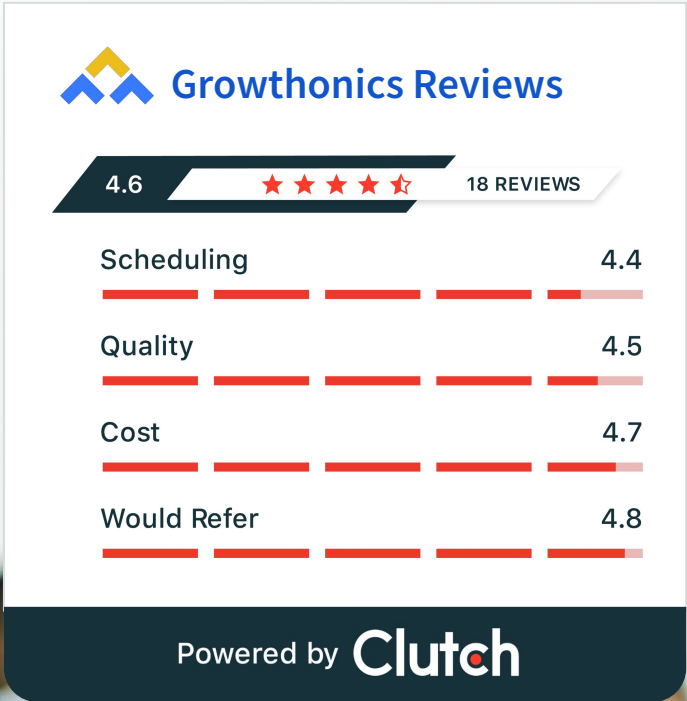 Growthonics Reviews
4.6 18 REVIEWS
Scheduling 4.4
Quality 4.5
Cost 4.7
Would Refer 4.8
Powered by Clutch